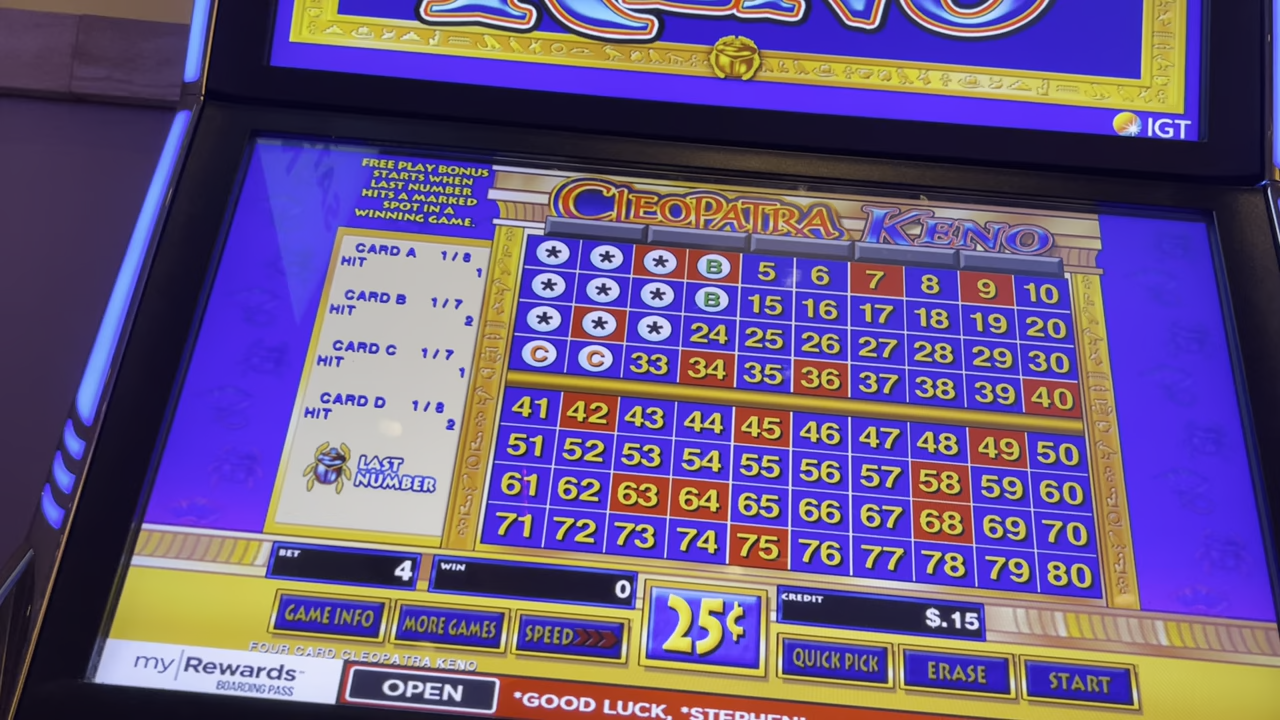 KENO
IGT
FREE PLAY BONUS
STARTS WHEN
LAST NUMBER
HITS A MARKED
SPOT IN A
WINNING GAME.
CLEOPATRA KENO
CARD A 1/8
HIT 1
CARD B 1/7
HIT 2
CARD C 1/7
HIT 1
CARD D 1/8
HIT 2
LAST
NUMBER
* * * B 5 6 7 8 9 10
* * * B 15 16 17 18 19 20
* * * 24 25 26 27 28 29 30
C C 33 34 35 36 37 38 39 40
41 42 43 44 45 46 47 48 49 50
51 52 53 54 55 56 57 58 59 60
61 62 63 64 65 66 67 68 69 70
71 72 73 74 75 76 77 78 79 80
BET 4
WIN 0
25¢
CREDIT $.15
GAME INFO
MORE GAMES
SPEED
QUICK PICK
ERASE
START
FOUR CARD CLEOPATRA KENO
my|Rewards™
BOARDING PASS
OPEN
*GOOD LUCK, *STEPHEN!